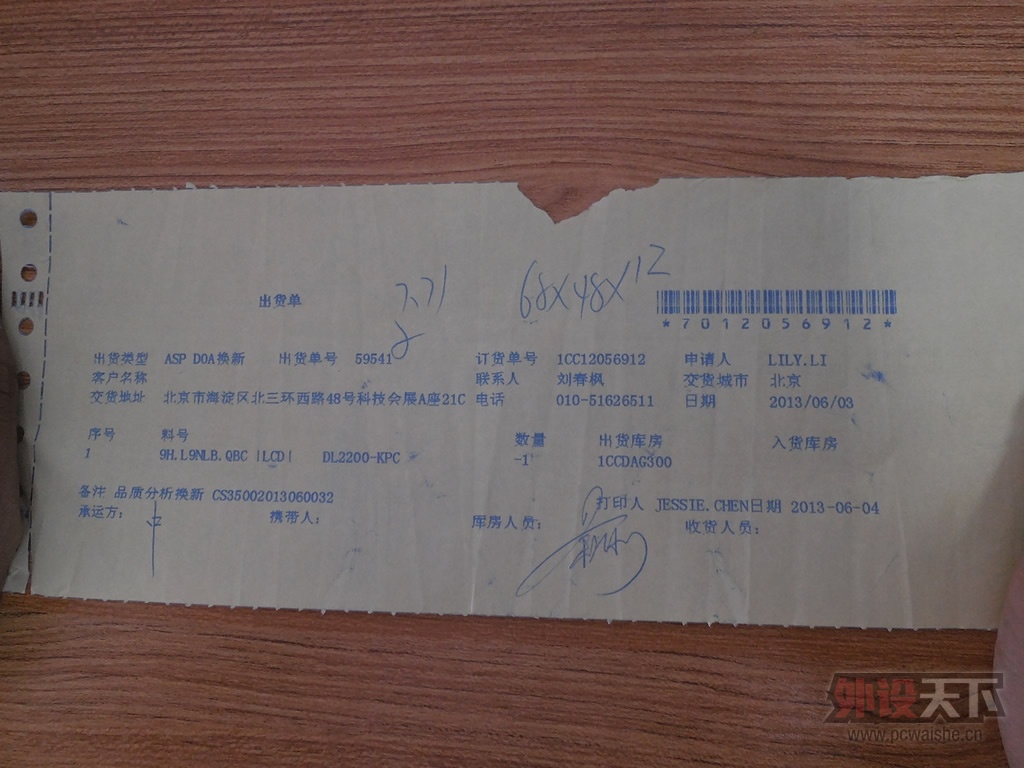 出货单 7.71 68X48X12
*7012056912*
出货类型 ASP DOA换新 出货单号 59541 订货单号 1CC12056912 申请人 LILY.LI
客户名称 联系人 刘春枫 交货城市 北京
交货地址 北京市海淀区北三环西路48号科技会展A座21C 电话 010-51626511 日期 2013/06/03
序号 料号 数量 出货库房 入货库房
1 9H.L9NLB.QBC |LCD| DL2200-KPC -1 1CCDAG300
备注 品质分析换新 CS35002013060032 打印人 JESSIE.CHEN日期 2013-06-04
承运方: 携带人: 库房人员: 收货人员:
外设天下
www.pcwaishe.cn